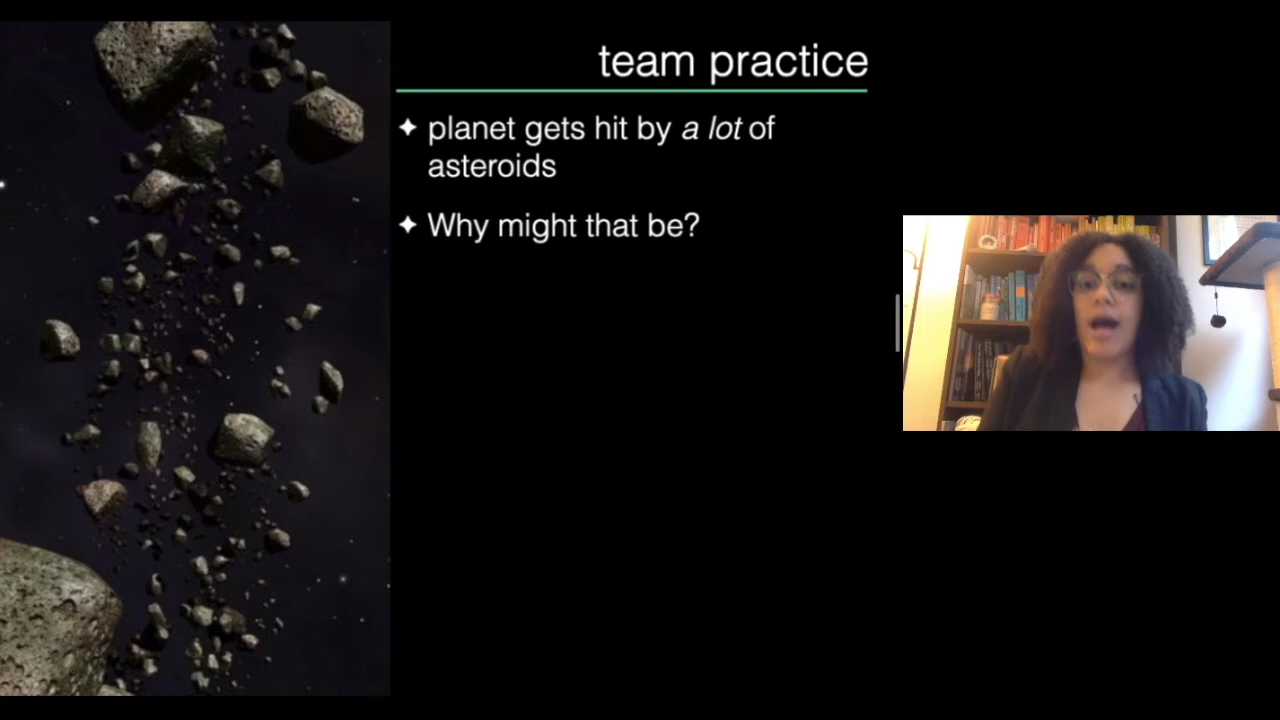 team practice
✦ planet gets hit by a lot of
asteroids
✦ Why might that be?